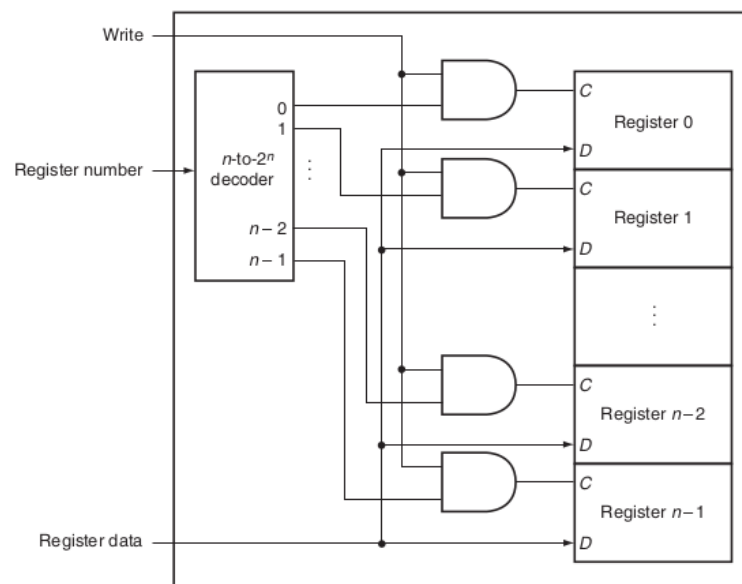 Write
0
1
n-to-2ⁿ
decoder
⋮
Register number
n – 2
n – 1
Register data
C
Register 0
D
C
Register 1
D
⋮
C
Register n – 2
D
C
Register n – 1
D